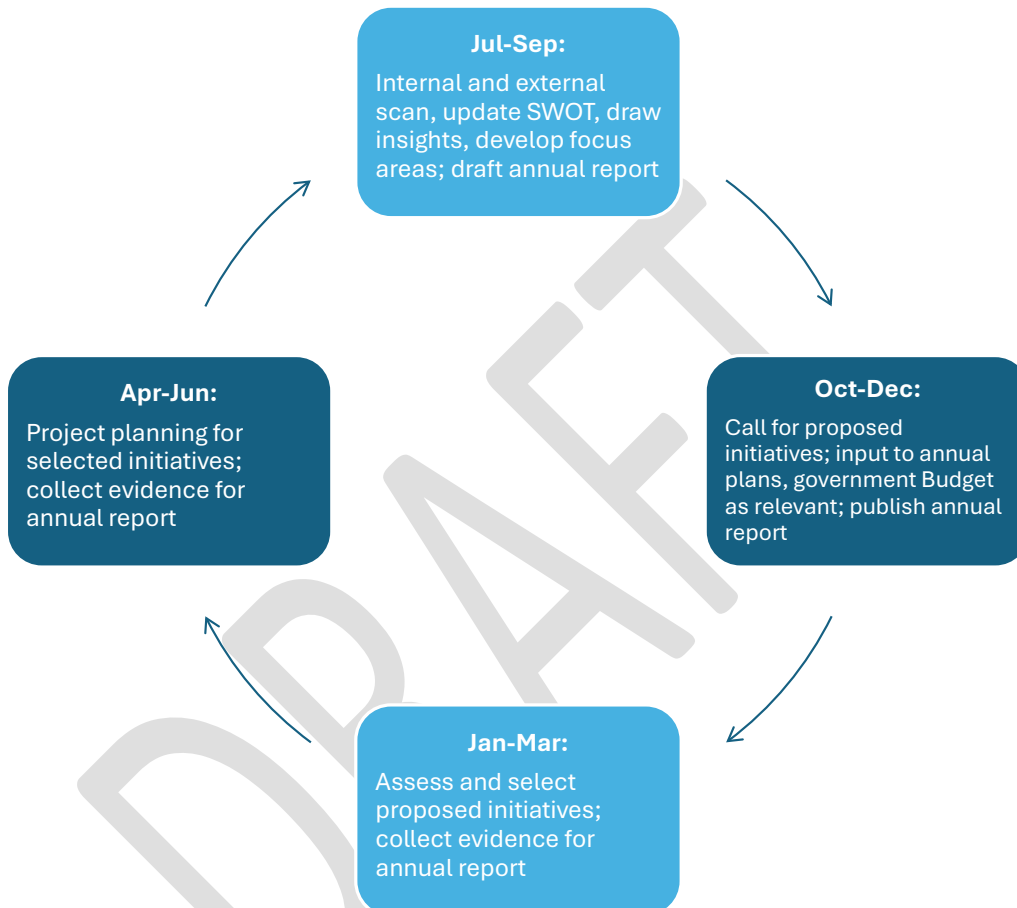 Jul-Sep:
Internal and external
scan, update SWOT, draw
insights, develop focus
areas; draft annual report
Oct-Dec:
Call for proposed
initiatives; input to annual
plans, government Budget
as relevant; publish annual
report
Jan-Mar:
Assess and select
proposed initiatives;
collect evidence for
annual report
Apr-Jun:
Project planning for
selected initiatives;
collect evidence for
annual report
DRAFT